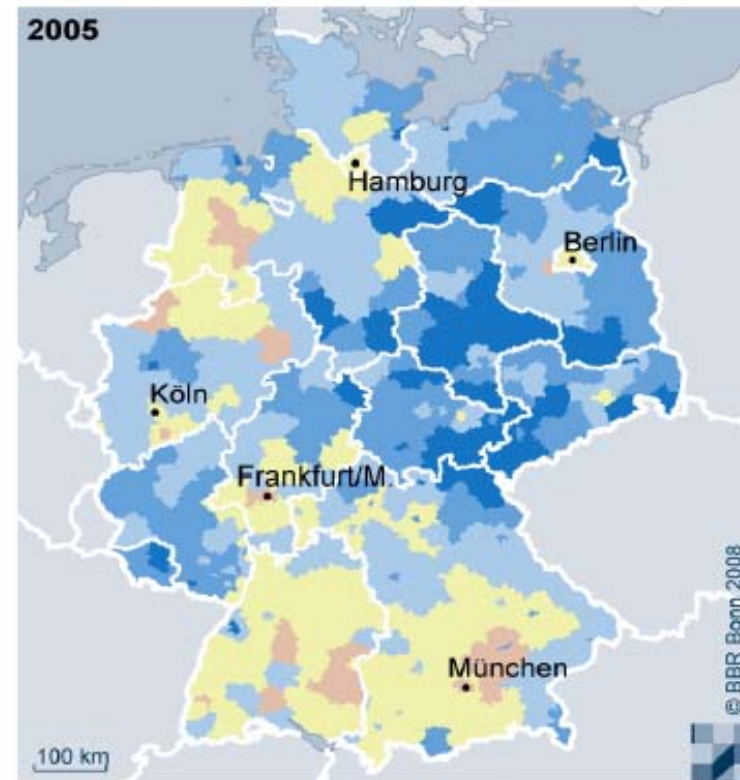 2005
Hamburg
Berlin
Köln
Frankfurt/M.
München
100 km
© BBR Bonn 2008